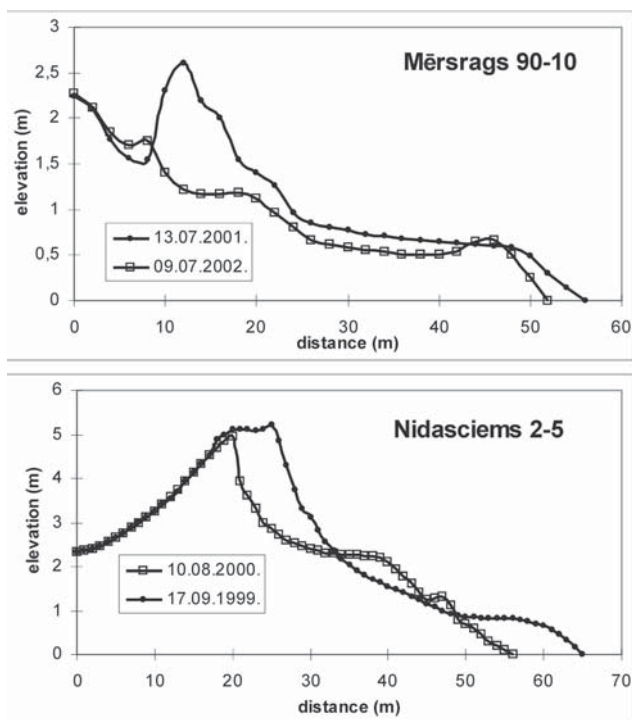 Mērsrags 90-10
elevation (m)
3
2,5
2
1,5
1
0,5
0
13.07.2001.
09.07.2002.
0 10 20 30 40 50 60
distance (m)
Nidasciems 2-5
elevation (m)
6
5
4
3
2
1
0
10.08.2000.
17.09.1999.
0 10 20 30 40 50 60 70
distance (m)